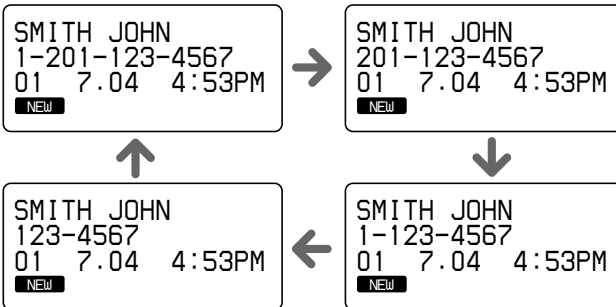 SMITH JOHN
1-201-123-4567
01 7.04 4:53PM
NEW
SMITH JOHN
201-123-4567
01 7.04 4:53PM
NEW
SMITH JOHN
123-4567
01 7.04 4:53PM
NEW
SMITH JOHN
1-123-4567
01 7.04 4:53PM
NEW